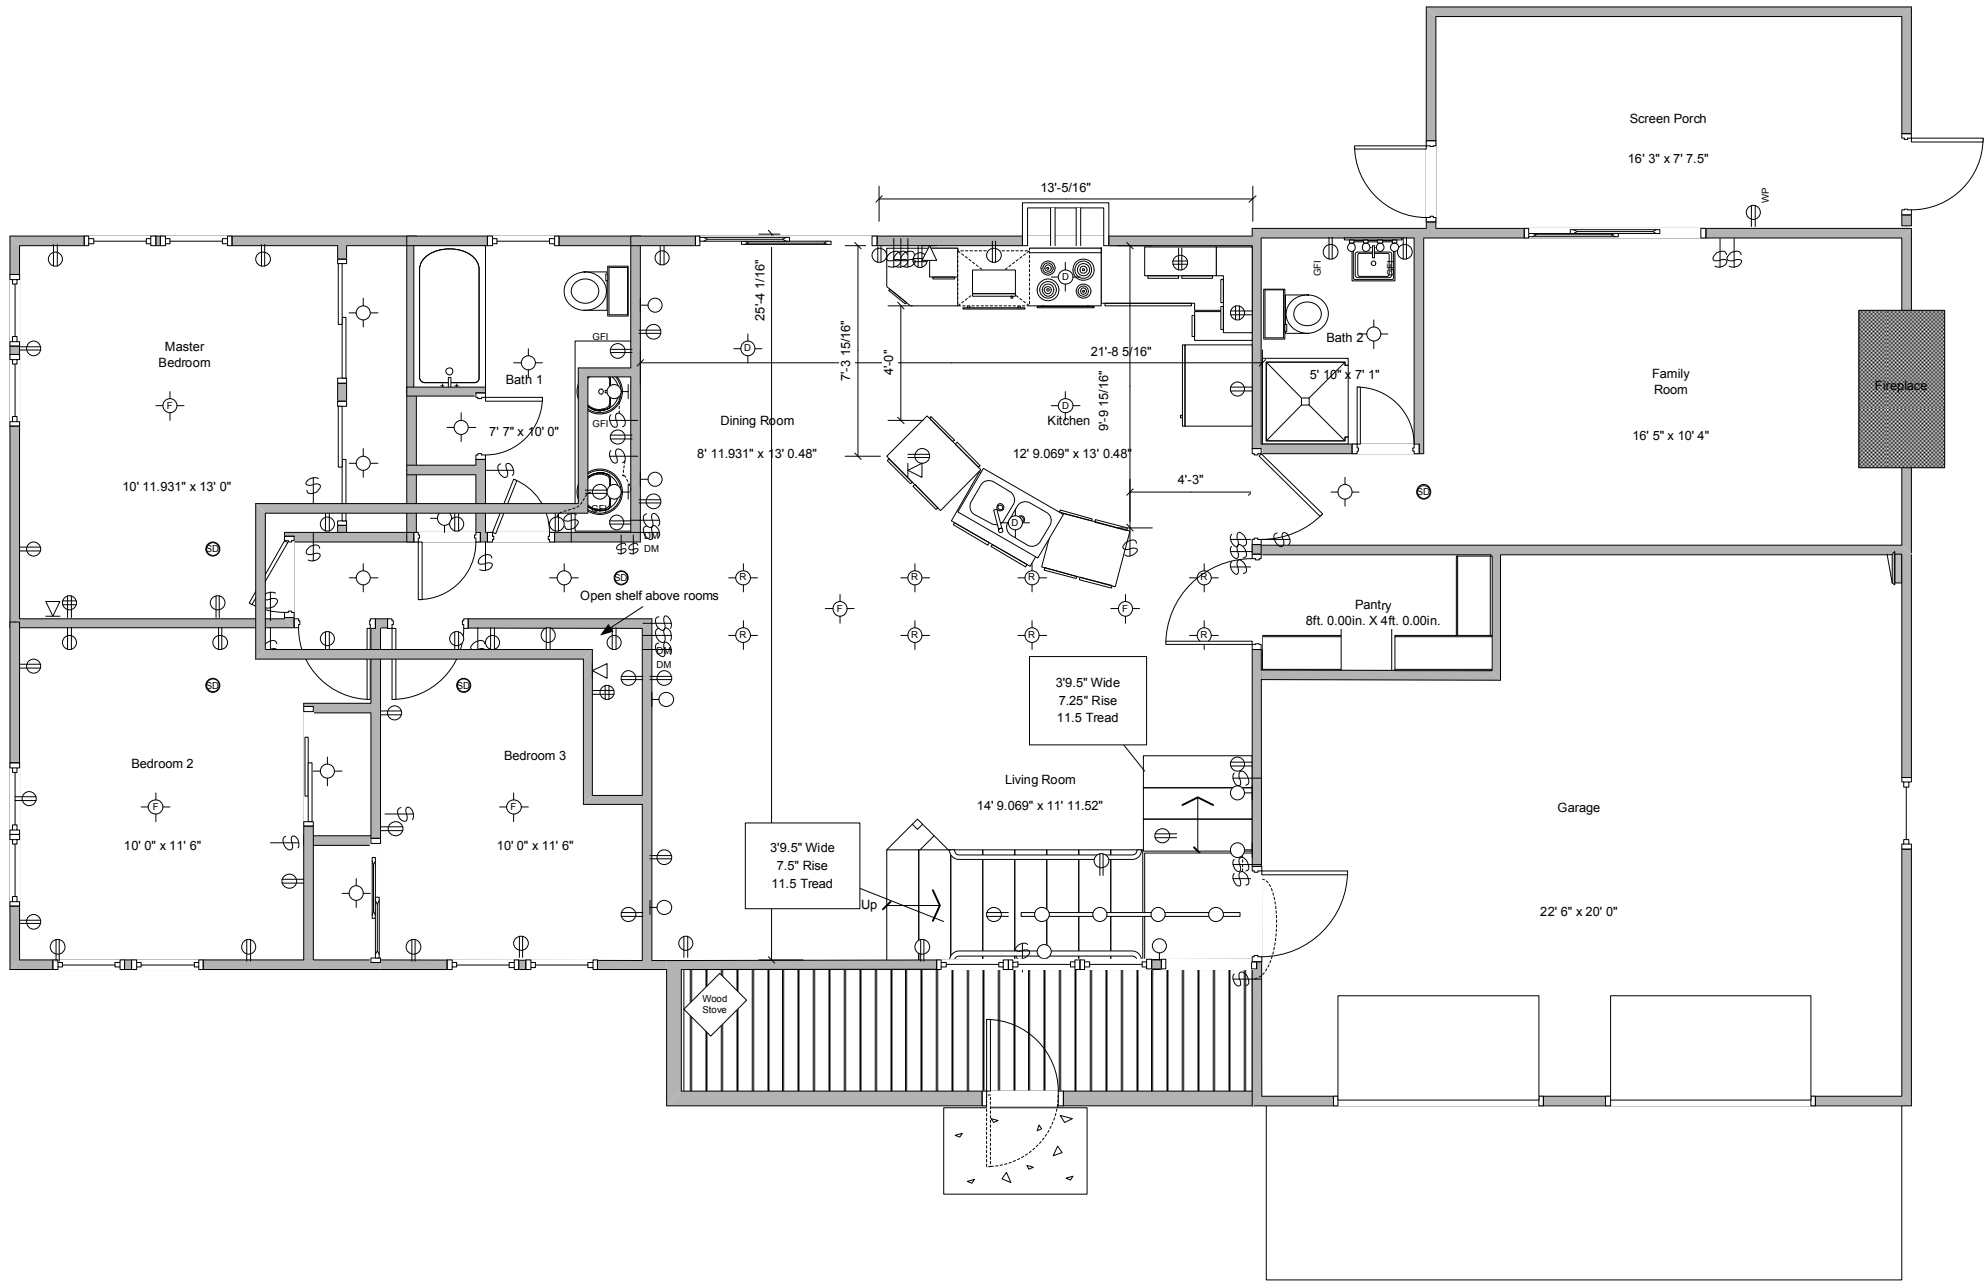 Screen Porch
16' 3" x 7' 7.5"
WP
13'-5/16"
25'-4 1/16"
7'-3 15/16"
4'-0"
21'-8 5/16"
9'-9 15/16"
4'-3"
Master
Bedroom
F
10' 11.931" x 13' 0"
SD
GFI
Bath 1
7' 7" x 10' 0"
GFI
GFI
D
Dining Room
8' 11.931" x 13' 0.48"
D
D
Kitchen
12' 9.069" x 13' 0.48"
D
GFI
GFI
Bath 2
5' 10" x 7' 1"
SD
Family
Room
16' 5" x 10' 4"
Fireplace
DM
DM
SD
Open shelf above rooms
R
R
R
R
F
F
R
R
R
R
DM
DM
Pantry
8ft. 0.00in. X 4ft. 0.00in.
SD
SD
3'9.5" Wide
7.25" Rise
11.5 Tread
Bedroom 2
F
10' 0" x 11' 6"
Bedroom 3
F
10' 0" x 11' 6"
Living Room
14' 9.069" x 11' 11.52"
3'9.5" Wide
7.5" Rise
11.5 Tread
Up
Garage
22' 6" x 20' 0"
Wood
Stove